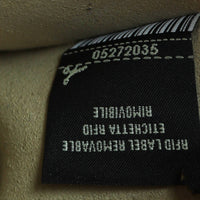 05272035
RFID LABEL REMOVABLE
ETICHETTA RFID
RIMOVIBILE